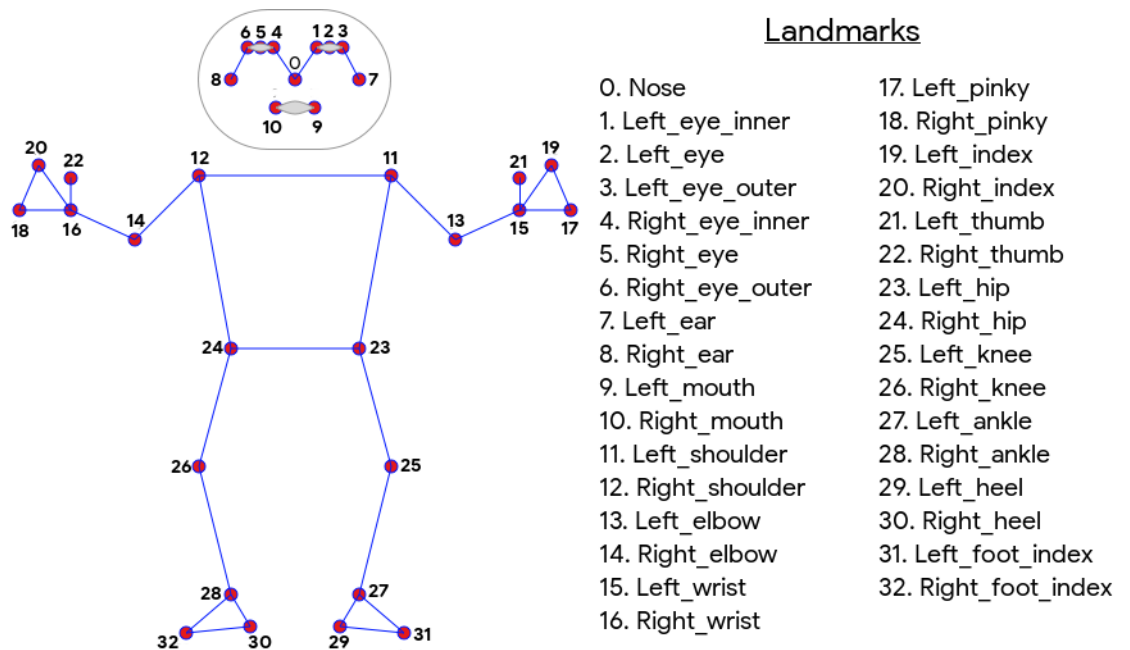 6 5 4 1 2 3
0
8 7
10 9
20 22 12 11 21 19
18 16 14 13 15 17
24 23
26 25
28 27
32 30 29 31
Landmarks
0. Nose
1. Left_eye_inner
2. Left_eye
3. Left_eye_outer
4. Right_eye_inner
5. Right_eye
6. Right_eye_outer
7. Left_ear
8. Right_ear
9. Left_mouth
10. Right_mouth
11. Left_shoulder
12. Right_shoulder
13. Left_elbow
14. Right_elbow
15. Left_wrist
16. Right_wrist
17. Left_pinky
18. Right_pinky
19. Left_index
20. Right_index
21. Left_thumb
22. Right_thumb
23. Left_hip
24. Right_hip
25. Left_knee
26. Right_knee
27. Left_ankle
28. Right_ankle
29. Left_heel
30. Right_heel
31. Left_foot_index
32. Right_foot_index